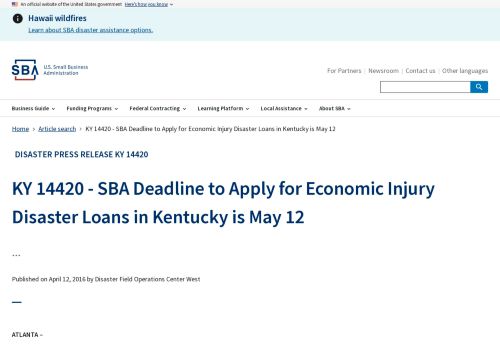 An official website of the United States government Here's how you know
Hawaii wildfires
Learn about SBA disaster assistance options.
SBA
U.S. Small Business
Administration
For Partners | Newsroom | Contact us | Other languages
Business Guide Funding Programs Federal Contracting Learning Platform Local Assistance About SBA
Home › Article search › KY 14420 - SBA Deadline to Apply for Economic Injury Disaster Loans in Kentucky is May 12
DISASTER PRESS RELEASE KY 14420
KY 14420 - SBA Deadline to Apply for Economic Injury
Disaster Loans in Kentucky is May 12
...
Published on April 12, 2016 by Disaster Field Operations Center West
ATLANTA –